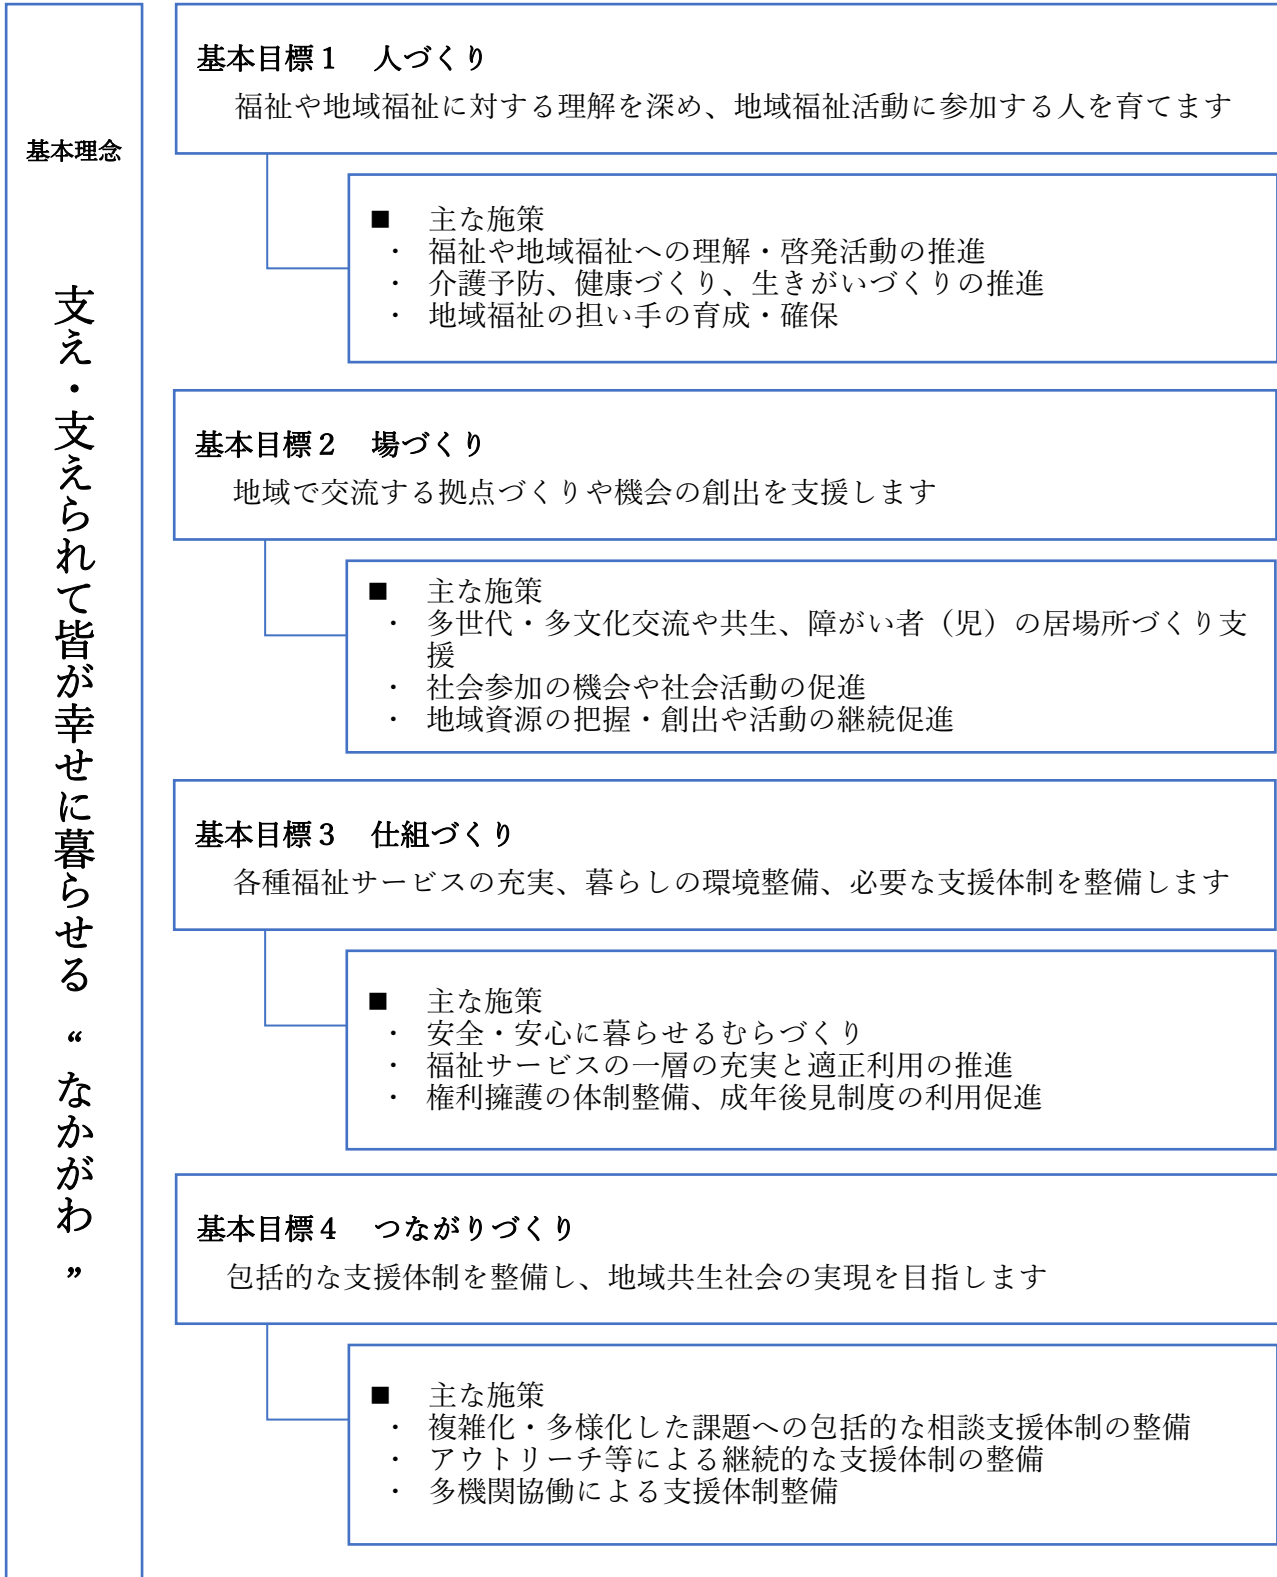 基本理念
支え・支えられて皆が幸せに暮らせる“なかがわ”
基本目標１　人づくり
福祉や地域福祉に対する理解を深め、地域福祉活動に参加する人を育てます
■　主な施策
・　福祉や地域福祉への理解・啓発活動の推進
・　介護予防、健康づくり、生きがいづくりの推進
・　地域福祉の担い手の育成・確保
基本目標２　場づくり
地域で交流する拠点づくりや機会の創出を支援します
■　主な施策
・　多世代・多文化交流や共生、障がい者（児）の居場所づくり支
援
・　社会参加の機会や社会活動の促進
・　地域資源の把握・創出や活動の継続促進
基本目標３　仕組づくり
各種福祉サービスの充実、暮らしの環境整備、必要な支援体制を整備します
■　主な施策
・　安全・安心に暮らせるむらづくり
・　福祉サービスの一層の充実と適正利用の推進
・　権利擁護の体制整備、成年後見制度の利用促進
基本目標４　つながりづくり
包括的な支援体制を整備し、地域共生社会の実現を目指します
■　主な施策
・　複雑化・多様化した課題への包括的な相談支援体制の整備
・　アウトリーチ等による継続的な支援体制の整備
・　多機関協働による支援体制整備